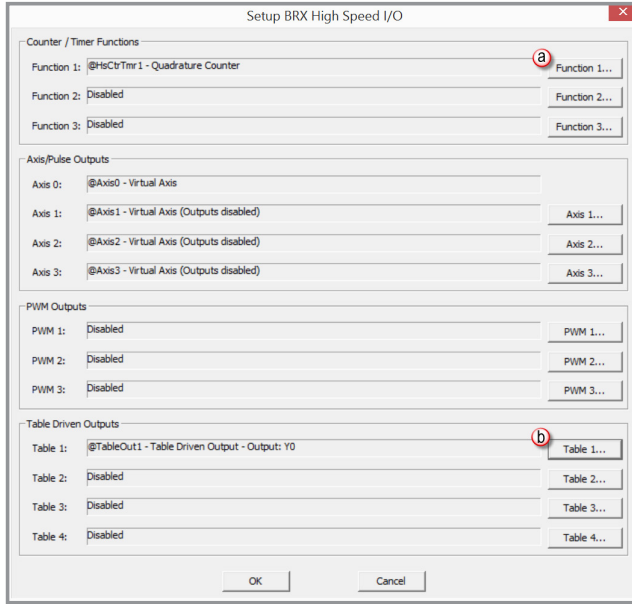 Setup BRX High Speed I/O
Counter / Timer Functions
a
Function 1: @HsCtrTmr1 - Quadrature Counter Function 1...
Function 2: Disabled Function 2...
Function 3: Disabled Function 3...
Axis/Pulse Outputs
Axis 0: @Axis0 - Virtual Axis
Axis 1: @Axis1 - Virtual Axis (Outputs disabled) Axis 1...
Axis 2: @Axis2 - Virtual Axis (Outputs disabled) Axis 2...
Axis 3: @Axis3 - Virtual Axis (Outputs disabled) Axis 3...
PWM Outputs
PWM 1: Disabled PWM 1...
PWM 2: Disabled PWM 2...
PWM 3: Disabled PWM 3...
Table Driven Outputs
b
Table 1: @TableOut1 - Table Driven Output - Output: Y0 Table 1...
Table 2: Disabled Table 2...
Table 3: Disabled Table 3...
Table 4: Disabled Table 4...
OK Cancel